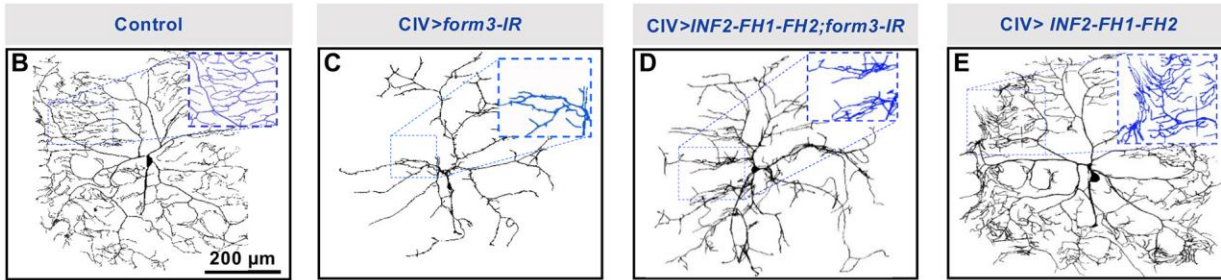 Control
CIV>form3-IR
CIV>INF2-FH1-FH2;form3-IR
CIV> INF2-FH1-FH2
B
C
D
E
200 µm